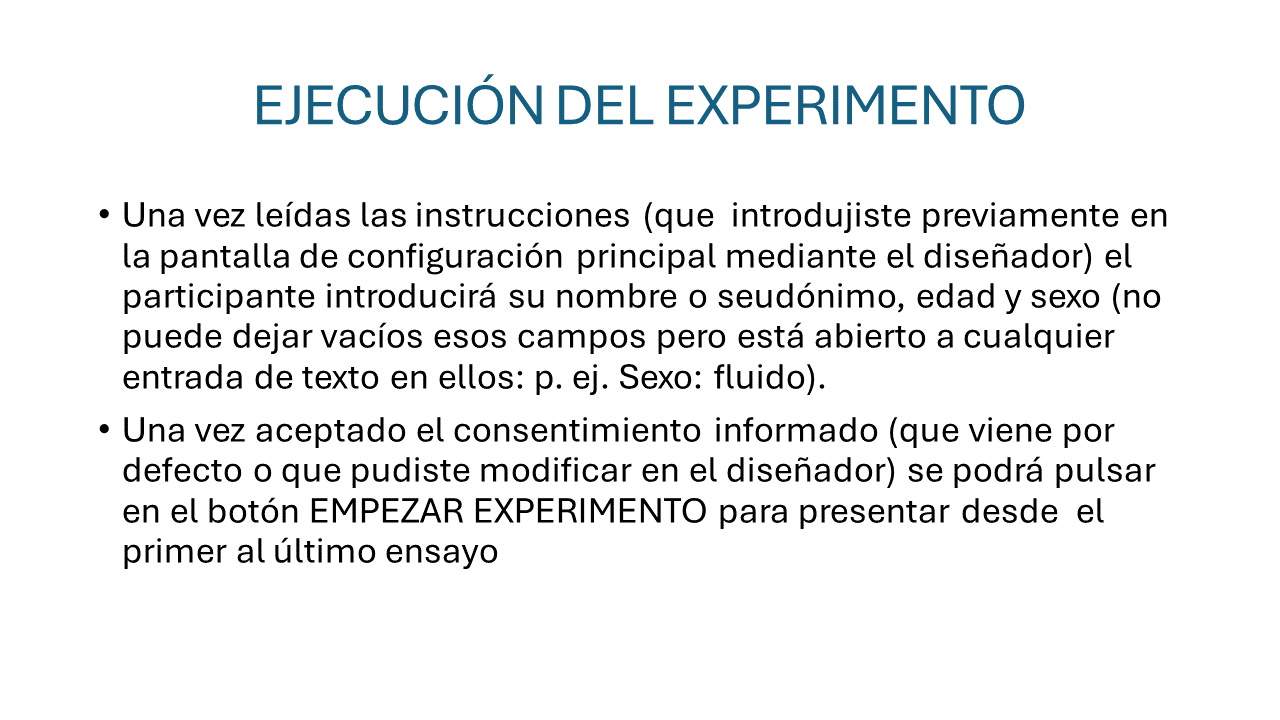 EJECUCIÓN DEL EXPERIMENTO
• Una vez leídas las instrucciones (que introdujiste previamente en
la pantalla de configuración principal mediante el diseñador) el
participante introducirá su nombre o seudónimo, edad y sexo (no
puede dejar vacíos esos campos pero está abierto a cualquier
entrada de texto en ellos: p. ej. Sexo: fluido).
• Una vez aceptado el consentimiento informado (que viene por
defecto o que pudiste modificar en el diseñador) se podrá pulsar
en el botón EMPEZAR EXPERIMENTO para presentar desde el
primer al último ensayo